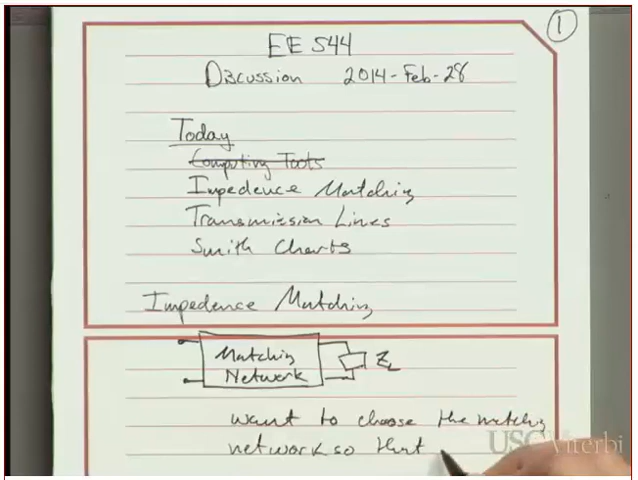 1
EE 544
Discussion 2014-Feb-28
Today
Computing Tools
Impedence Matching
Transmission Lines
Smith Charts
Impedence Matching
Matching
Network
ZL
want to choose the matching
network so that
USC Viterbi